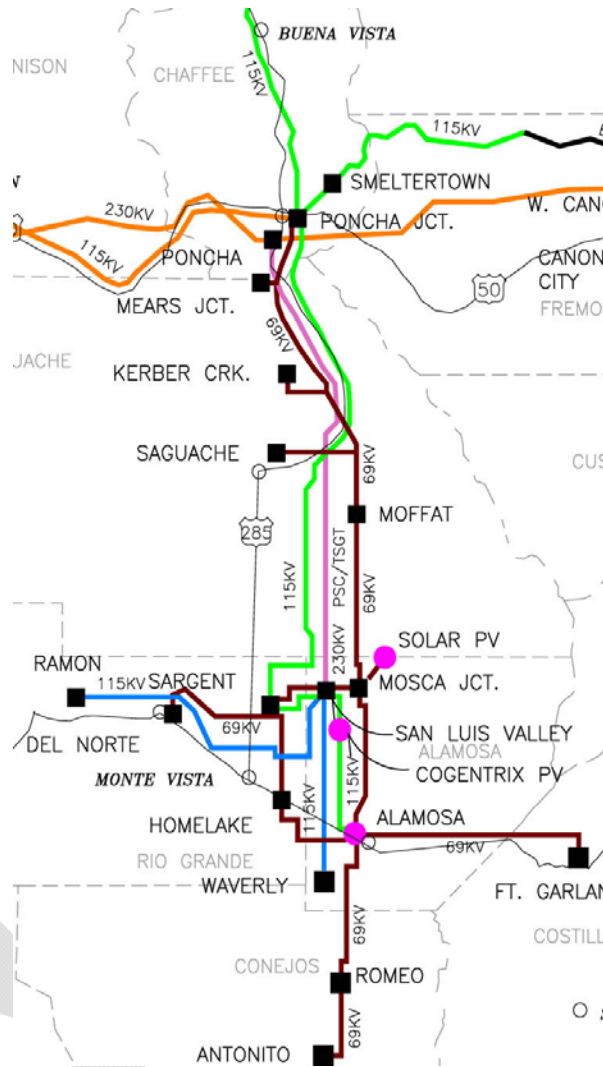 BUENA VISTA
NISON
CHAFFEE
115KV
115KV
SMELTERTOWN
230KV
W. CANO
PONCHA JCT.
PONCHA
115KV
CANON
CITY
50
MEARS JCT.
FREMO
69KV
UACHE
KERBER CRK.
SAGUACHE
69KV
CUS
MOFFAT
285
115KV
PSC/TSGT
69KV
230KV
SOLAR PV
RAMON
115KV
SARGENT
MOSCA JCT.
69KV
SAN LUIS VALLEY
DEL NORTE
ALAMOSA
COGENTRIX PV
MONTE VISTA
115KV
115KV
HOMELAKE
ALAMOSA
69KV
RIO GRANDE
WAVERLY
FT. GARLAN
69KV
COSTILL
CONEJOS
ROMEO
69KV
ANTONITO